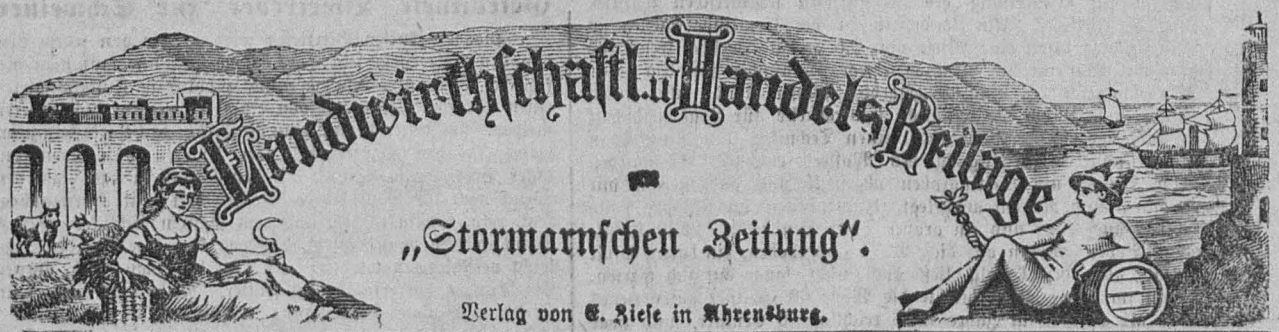 Landwirthschaftl. u Handels Beilage
zur
„Stormarnschen Zeitung“.
Verlag von E. Ziese in Ahrensburg.